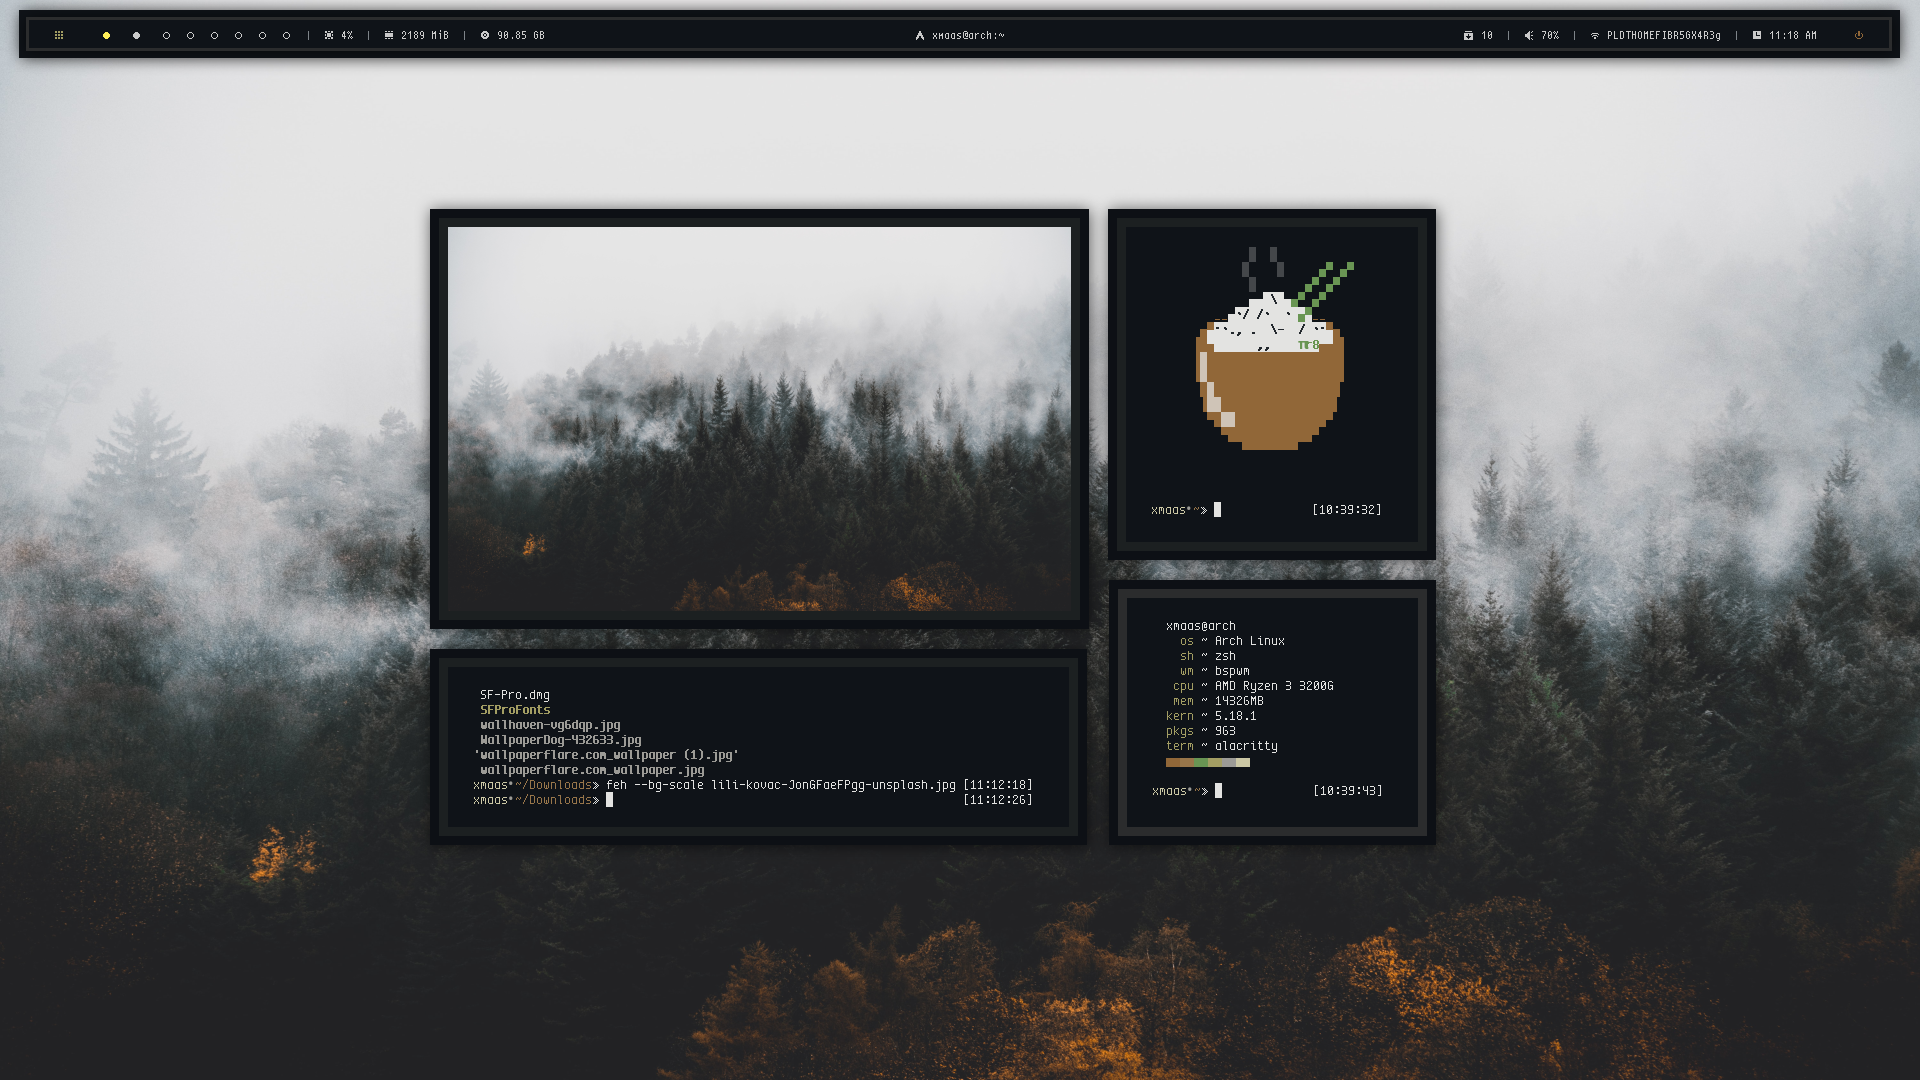 4% | 2189 MiB | 90.85 GB
xmaas@arch:~
10 | 70% | PLDTHOMEFIBR5GX4R3g | 11:18 AM
πr8
xmaas*~» [10:39:32]
SF-Pro.dmg
SFProFonts
wallhaven-vg6dqp.jpg
WallpaperDog-432633.jpg
'wallpaperflare.com_wallpaper (1).jpg'
wallpaperflare.com_wallpaper.jpg
xmaas*~/Downloads» feh --bg-scale lili-kovac-JonGFaeFPgg-unsplash.jpg [11:12:18]
xmaas*~/Downloads» [11:12:26]
xmaas@arch
os ~ Arch Linux
sh ~ zsh
wm ~ bspwm
cpu ~ AMD Ryzen 3 3200G
mem ~ 14326MB
kern ~ 5.18.1
pkgs ~ 963
term ~ alacritty
xmaas*~» [10:39:43]